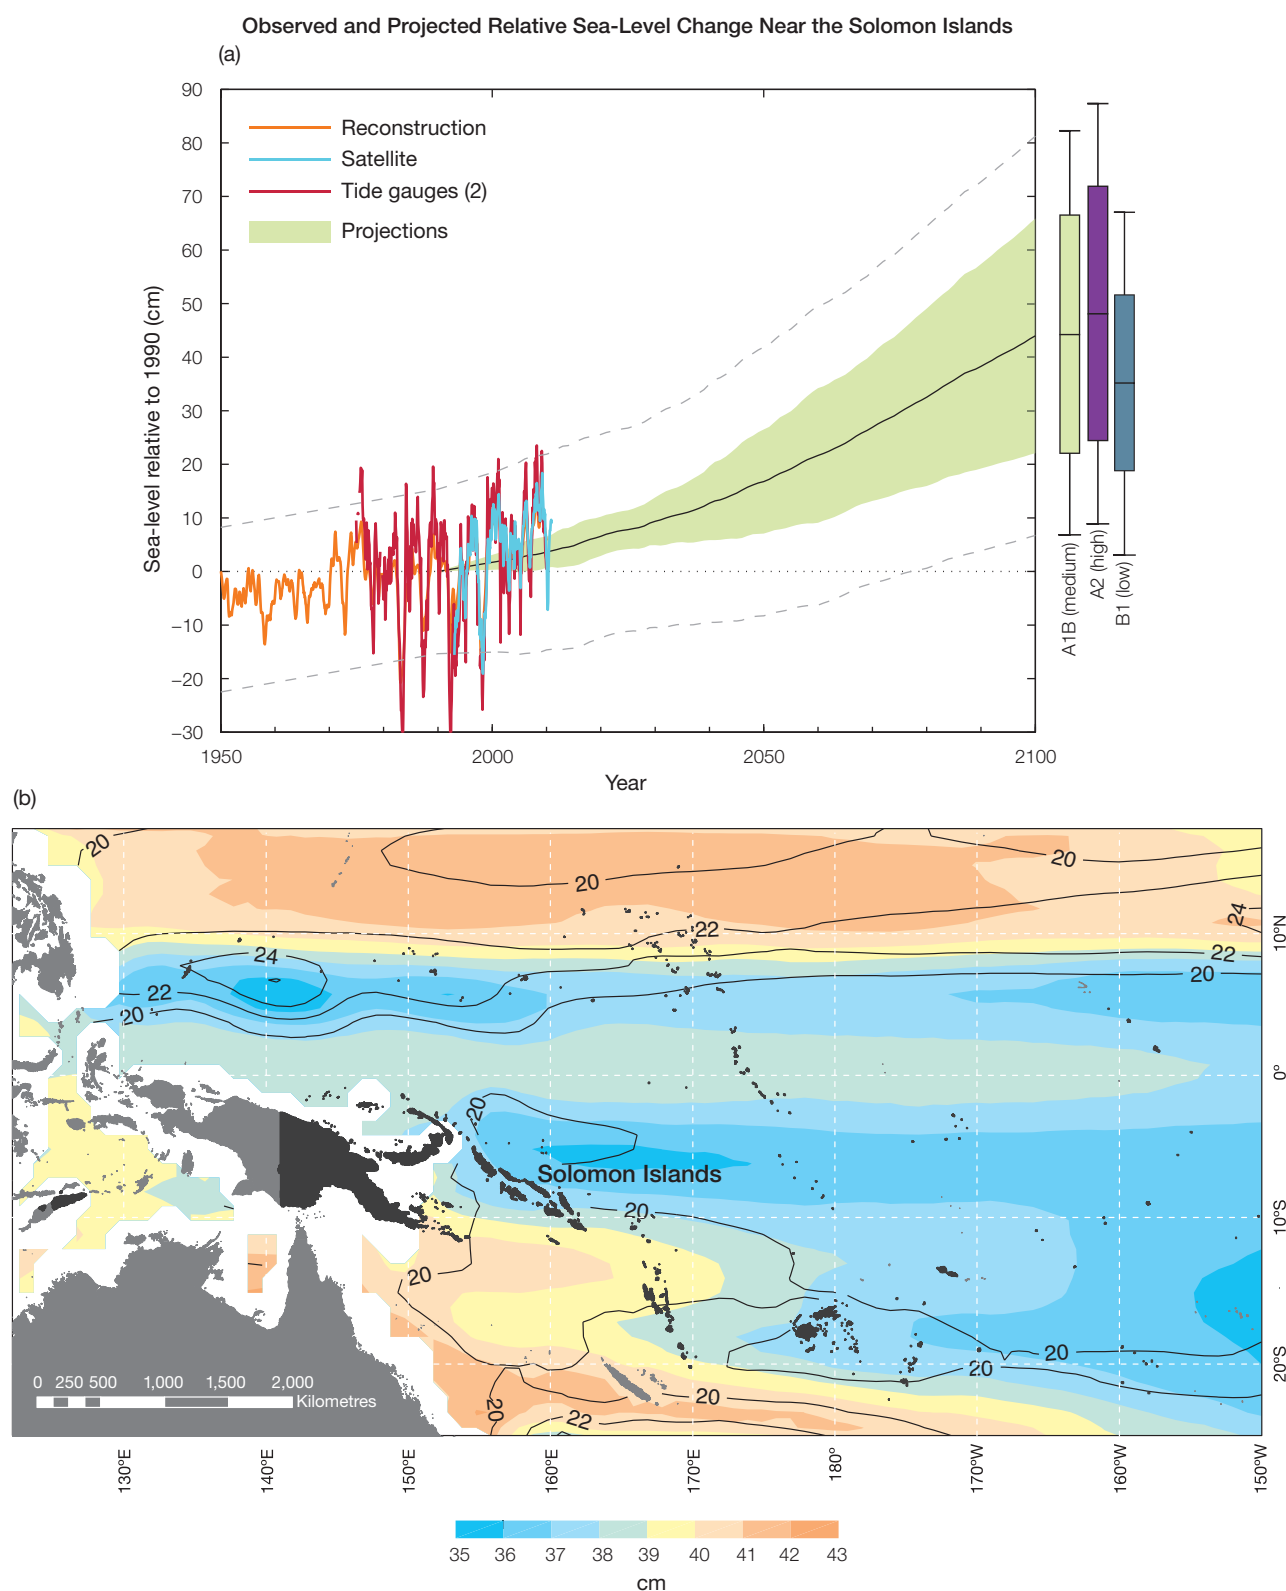 Observed and Projected Relative Sea-Level Change Near the Solomon Islands
(a)
90
80
70
60
50
40
30
20
10
0
−10
−20
−30
Sea-level relative to 1990 (cm)
Reconstruction
Satellite
Tide gauges (2)
Projections
1950
2000
2050
2100
Year
A1B (medium)
A2 (high)
B1 (low)
(b)
20
20
20
24
22
10°N
24
22
22
20
20
0°
20
Solomon Islands
20
10°S
20
20
20
20°S
20
20
22
0 250 500 1,000 1,500 2,000
Kilometres
130°E
140°E
150°E
160°E
170°E
180°
170°W
160°W
150°W
35 36 37 38 39 40 41 42 43
cm